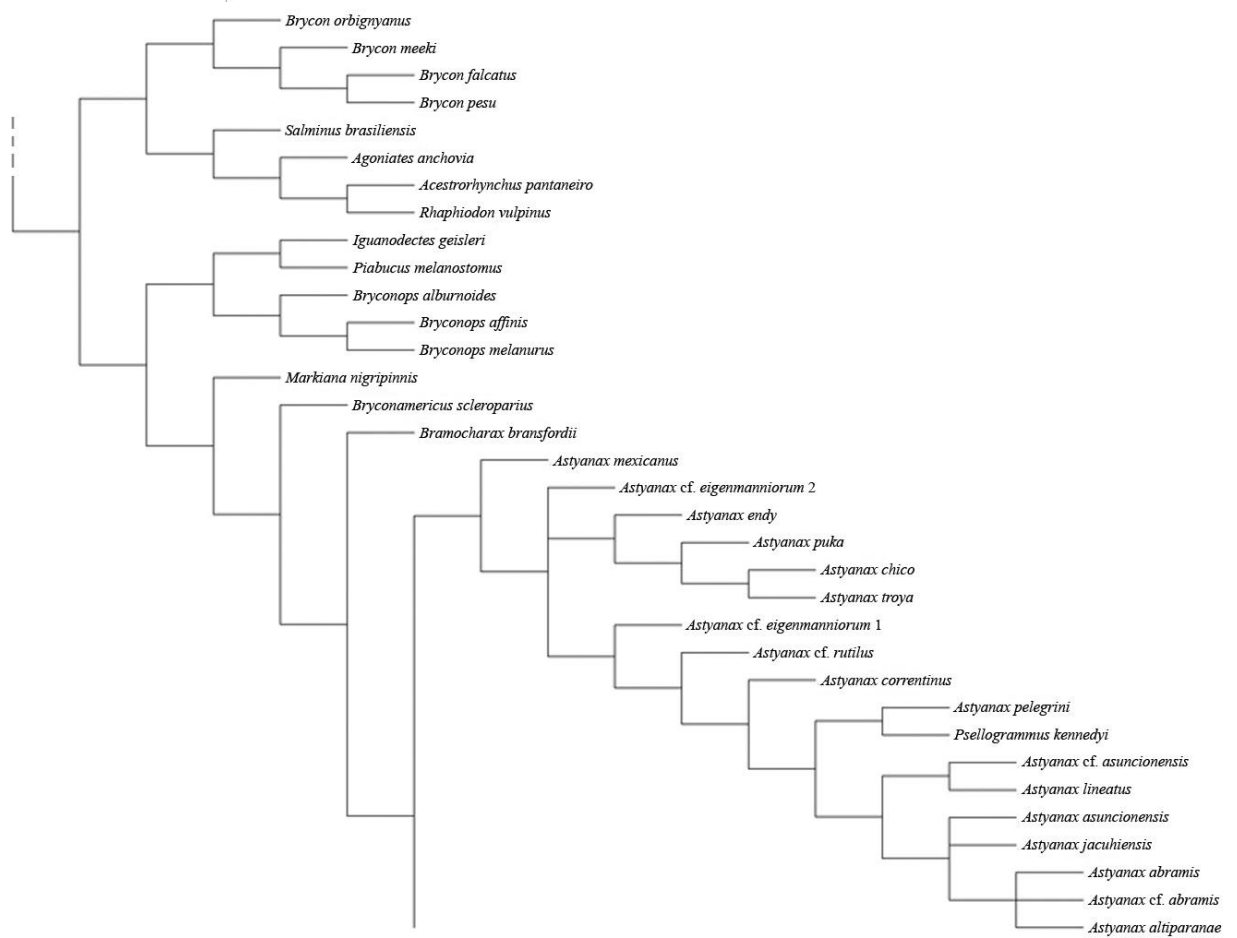 Brycon orbignyanus
Brycon meeki
Brycon falcatus
Brycon pesu
Salminus brasiliensis
Agoniates anchovia
Acestrorhynchus pantaneiro
Rhaphiodon vulpinus
Iguanodectes geisleri
Piabucus melanostomus
Bryconops alburnoides
Bryconops affinis
Bryconops melanurus
Markiana nigripinnis
Bryconamericus scleroparius
Bramocharax bransfordii
Astyanax mexicanus
Astyanax cf. eigenmanniorum 2
Astyanax endy
Astyanax puka
Astyanax chico
Astyanax troya
Astyanax cf. eigenmanniorum 1
Astyanax cf. rutilus
Astyanax correntinus
Astyanax pelegrini
Psellogrammus kennedyi
Astyanax cf. asuncionensis
Astyanax lineatus
Astyanax asuncionensis
Astyanax jacuhiensis
Astyanax abramis
Astyanax cf. abramis
Astyanax altiparanae